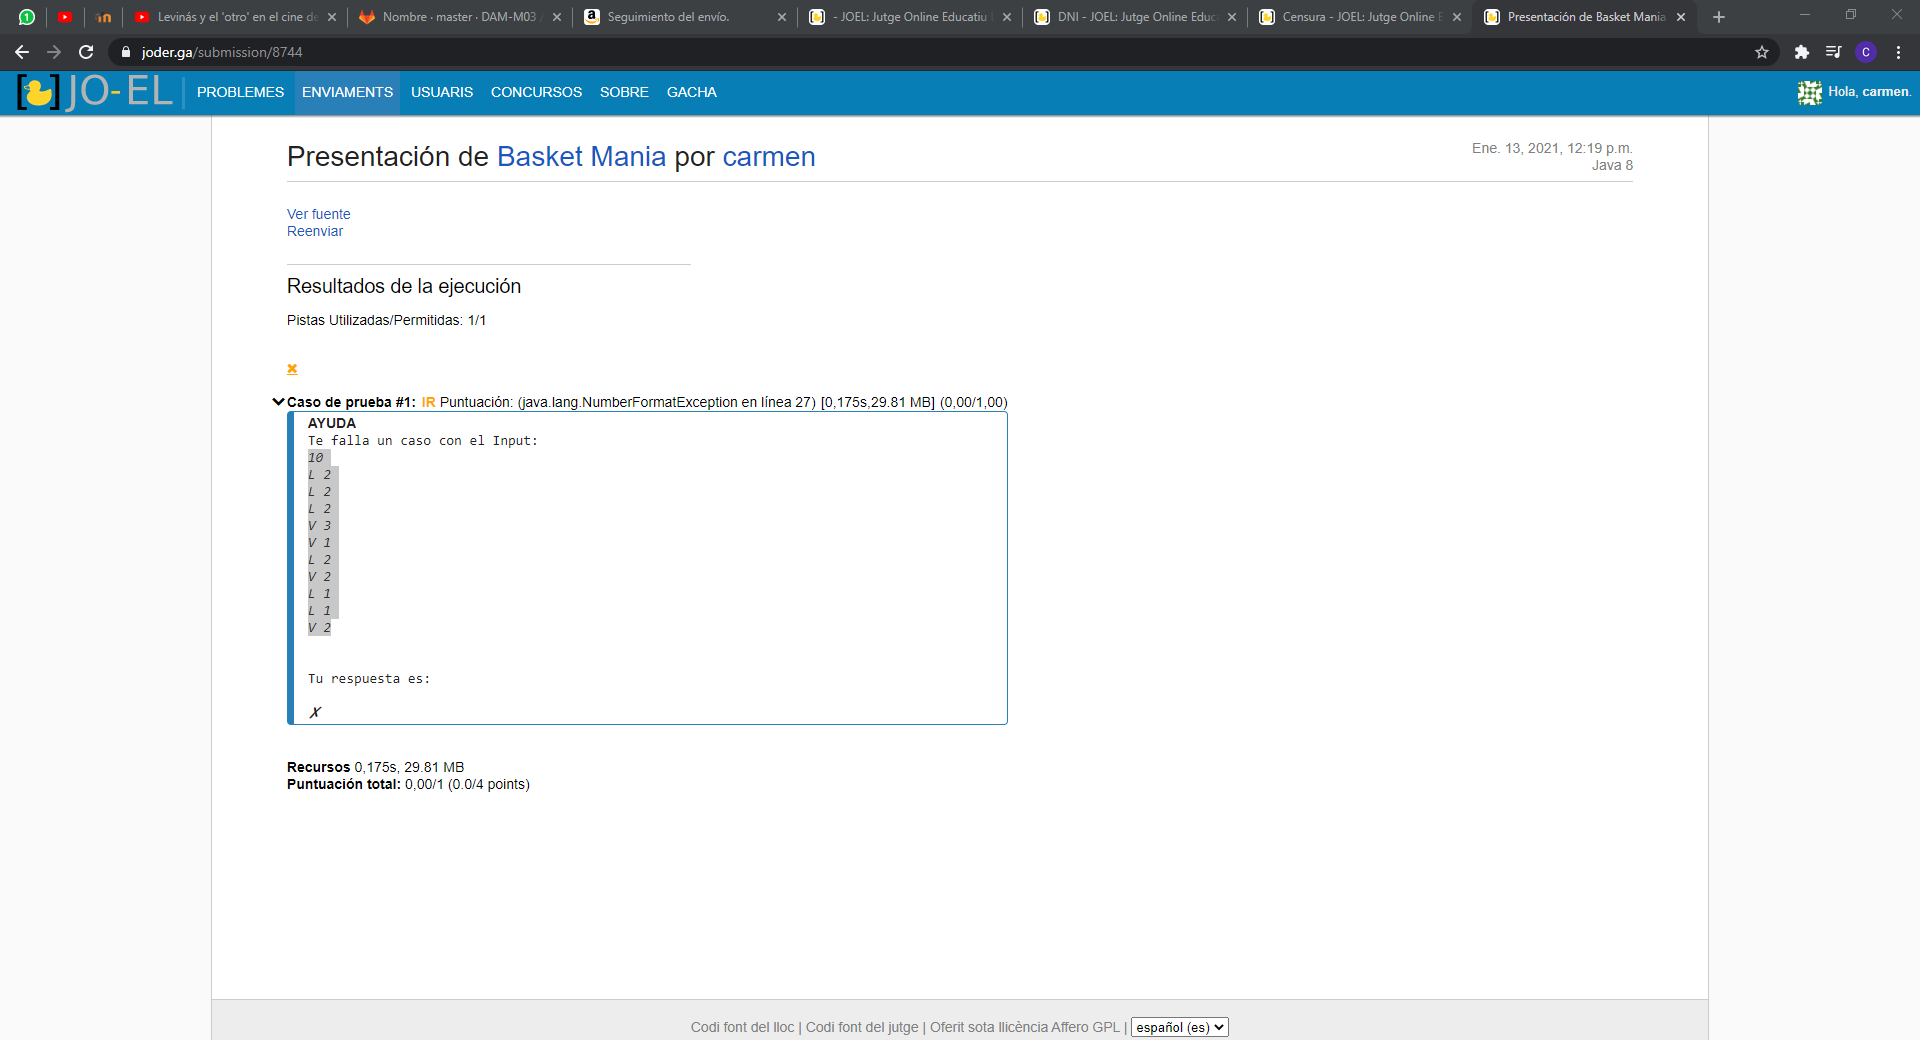 Levinás y el 'otro' en el cine de
Nombre · master · DAM-M03 /
Seguimiento del envío.
- JOEL: Jutge Online Educatiu
DNI - JOEL: Jutge Online Educ
Censura - JOEL: Jutge Online E
Presentación de Basket Mania
joder.ga/submission/8744
C
[ ] JO-EL
PROBLEMES
ENVIAMENTS
USUARIS
CONCURSOS
SOBRE
GACHA
Hola, carmen.
Presentación de Basket Mania por carmen
Ene. 13, 2021, 12:19 p.m.
Java 8
Ver fuente
Reenviar
Resultados de la ejecución
Pistas Utilizadas/Permitidas: 1/1
Caso de prueba #1: IR Puntuación: (java.lang.NumberFormatException en línea 27) [0,175s,29.81 MB] (0,00/1,00)
AYUDA
Te falla un caso con el Input:
10
L 2
L 2
L 2
V 3
V 1
L 2
V 2
L 1
L 1
V 2
Tu respuesta es:
✗
Recursos 0,175s, 29.81 MB
Puntuación total: 0,00/1 (0.0/4 points)
Codi font del lloc | Codi font del jutge | Oferit sota llicència Affero GPL | español (es)